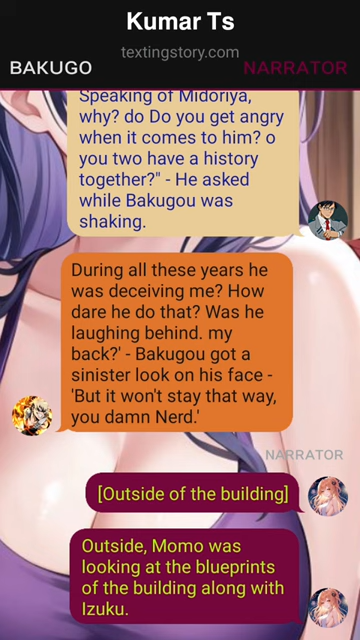 Kumar Ts
textingstory.com
BAKUGO
NARRATOR
Speaking of Midoriya,
why? do Do you get angry
when it comes to him? o
you two have a history
together?" - He asked
while Bakugou was
shaking.
During all these years he
was deceiving me? How
dare he do that? Was he
laughing behind. my
back?' - Bakugou got a
sinister look on his face -
'But it won't stay that way,
you damn Nerd.'
NARRATOR
[Outside of the building]
Outside, Momo was
looking at the blueprints
of the building along with
Izuku.